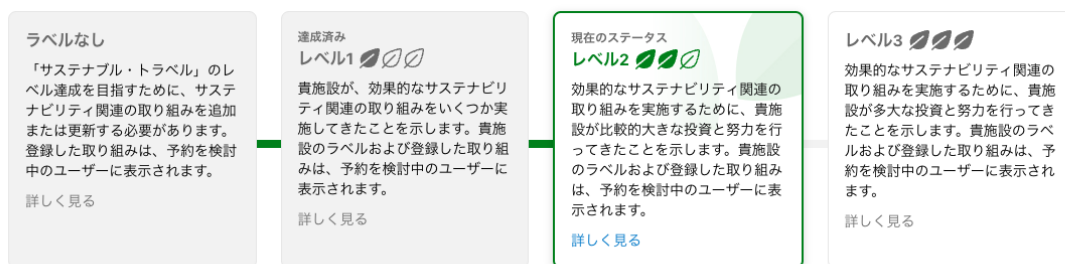 ラベルなし
「サステナブル・トラベル」のレ
ベル達成を目指すために、サステ
ナビリティ関連の取り組みを追加
または更新する必要があります。
登録した取り組みは、予約を検討
中のユーザーに表示されます。
詳しく見る
達成済み
レベル1
貴施設が、効果的なサステナビリ
ティ関連の取り組みをいくつか実
施してきたことを示します。貴施
設のラベルおよび登録した取り組
みは、予約を検討中のユーザーに
表示されます。
詳しく見る
現在のステータス
レベル2
効果的なサステナビリティ関連の
取り組みを実施するために、貴施
設が比較的大きな投資と努力を行
ってきたことを示します。貴施設
のラベルおよび登録した取り組み
は、予約を検討中のユーザーに表
示されます。
詳しく見る
レベル3
効果的なサステナビリティ関連の
取り組みを実施するために、貴施
設が多大な投資と努力を行ってき
たことを示します。貴施設のラベ
ルおよび登録した取り組みは、予
約を検討中のユーザーに表示され
ます。
詳しく見る